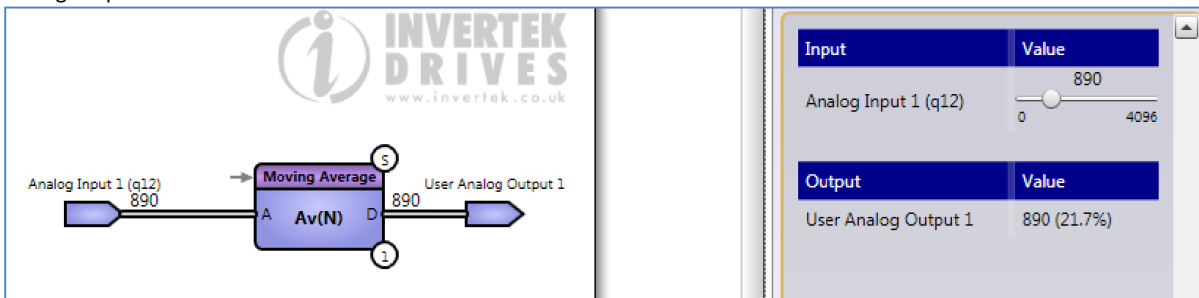 INVERTEK
DRIVES
www.invertek.co.uk
Analog Input 1 (q12)
890
Moving Average
S
A
Av(N)
D
1
890
User Analog Output 1
Input Value
Analog Input 1 (q12) 890
0 4096
Output Value
User Analog Output 1 890 (21.7%)